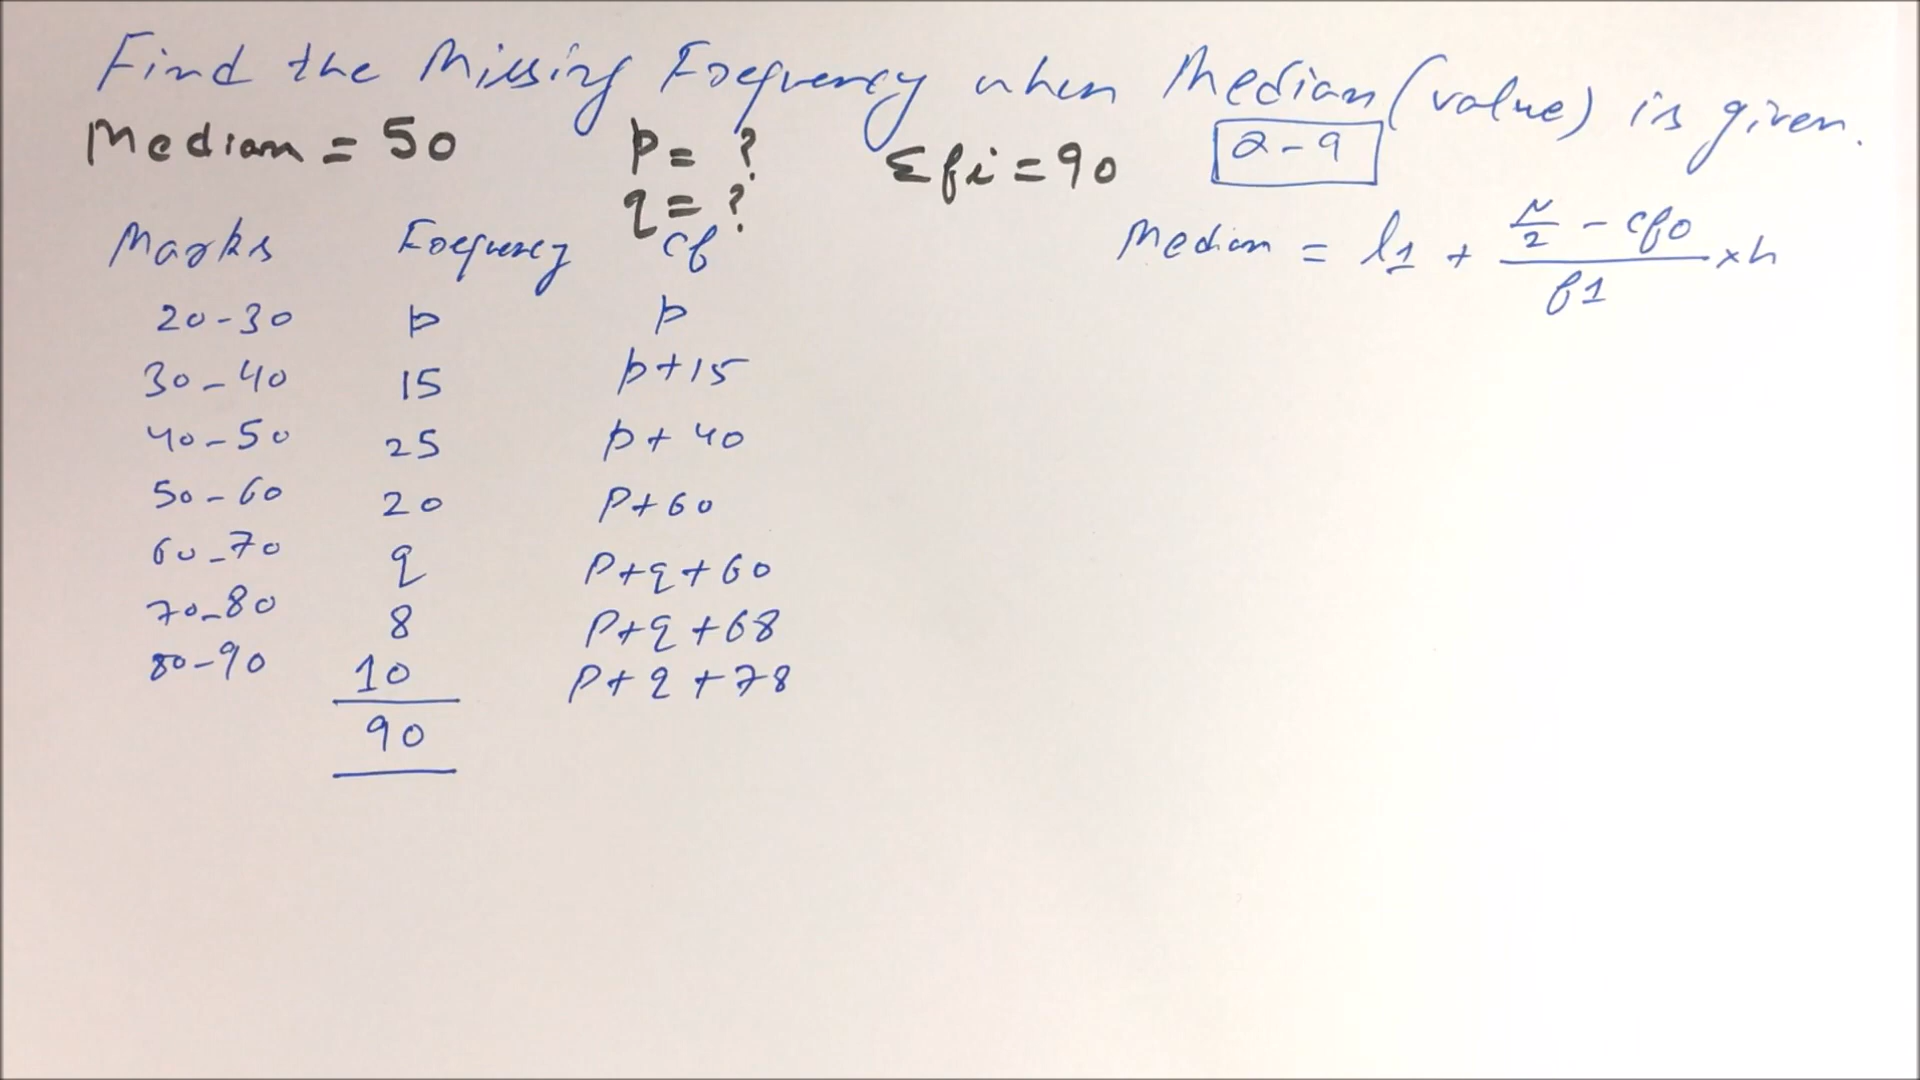 Find the Missing Frequency when Median (value) is given.
Median = 50 p = ? Σfi = 90 2-9
q = ?
Marks Frequency cf Median = l1 + (N/2 - cf0)/f1 × h
20-30 p p
30-40 15 p+15
40-50 25 p+40
50-60 20 P+60
60-70 q P+q+60
70-80 8 P+q+68
80-90 10 P+q+78
90